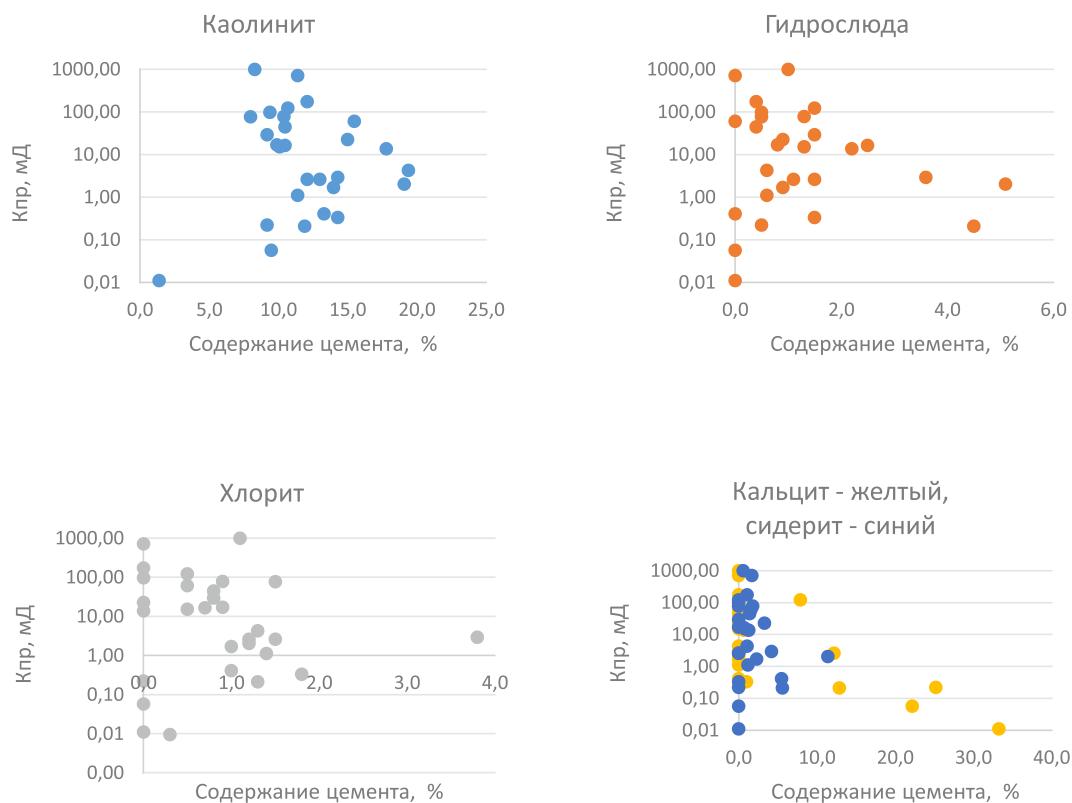 Каолинит
1000,00
100,00
10,00
1,00
0,10
0,01
0,0 5,0 10,0 15,0 20,0 25,0
Кпр, мД
Содержание цемента, %
Гидрослюда
1000,00
100,00
10,00
1,00
0,10
0,01
0,0 2,0 4,0 6,0
Кпр, мД
Содержание цемента, %
Хлорит
1000,00
100,00
10,00
1,00
0,10
0,01
0,00
0,0 1,0 2,0 3,0 4,0
Кпр, мД
Содержание цемента, %
Кальцит - желтый,
сидерит - синий
1000,00
100,00
10,00
1,00
0,10
0,01
0,0 10,0 20,0 30,0 40,0
Кпр, мД
Содержание цемента, %